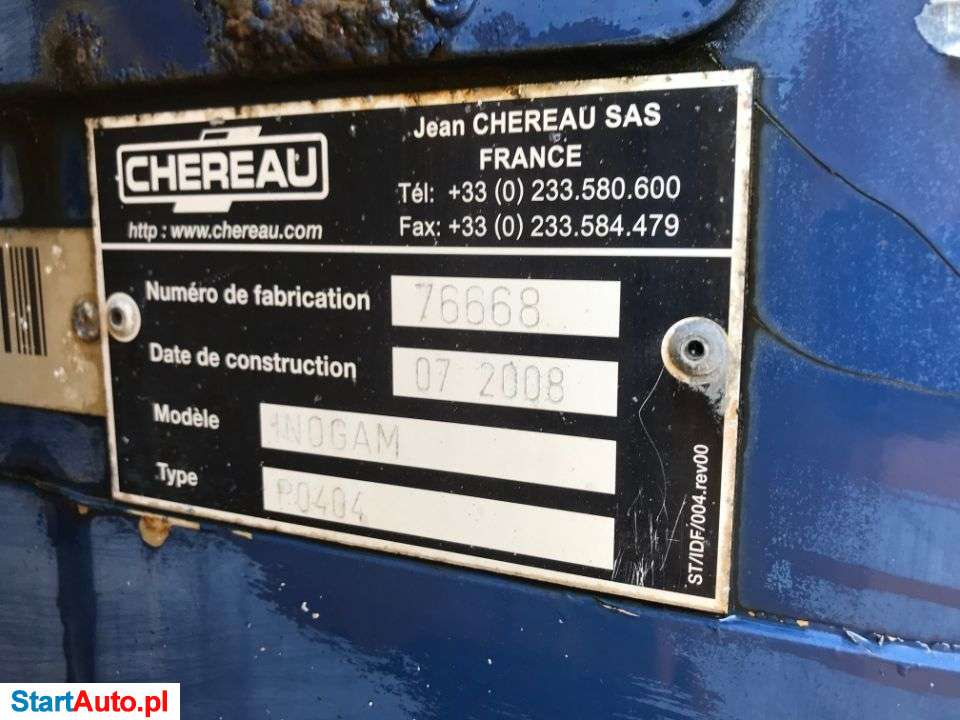 CHEREAU
http : www.chereau.com
Jean CHEREAU SAS
FRANCE
Tél: +33 (0) 233.580.600
Fax: +33 (0) 233.584.479
Numéro de fabrication 76668
Date de construction 07 2008
Modèle INOGAM
Type P0404
ST/IDF/004.rev00
StartAuto.pl